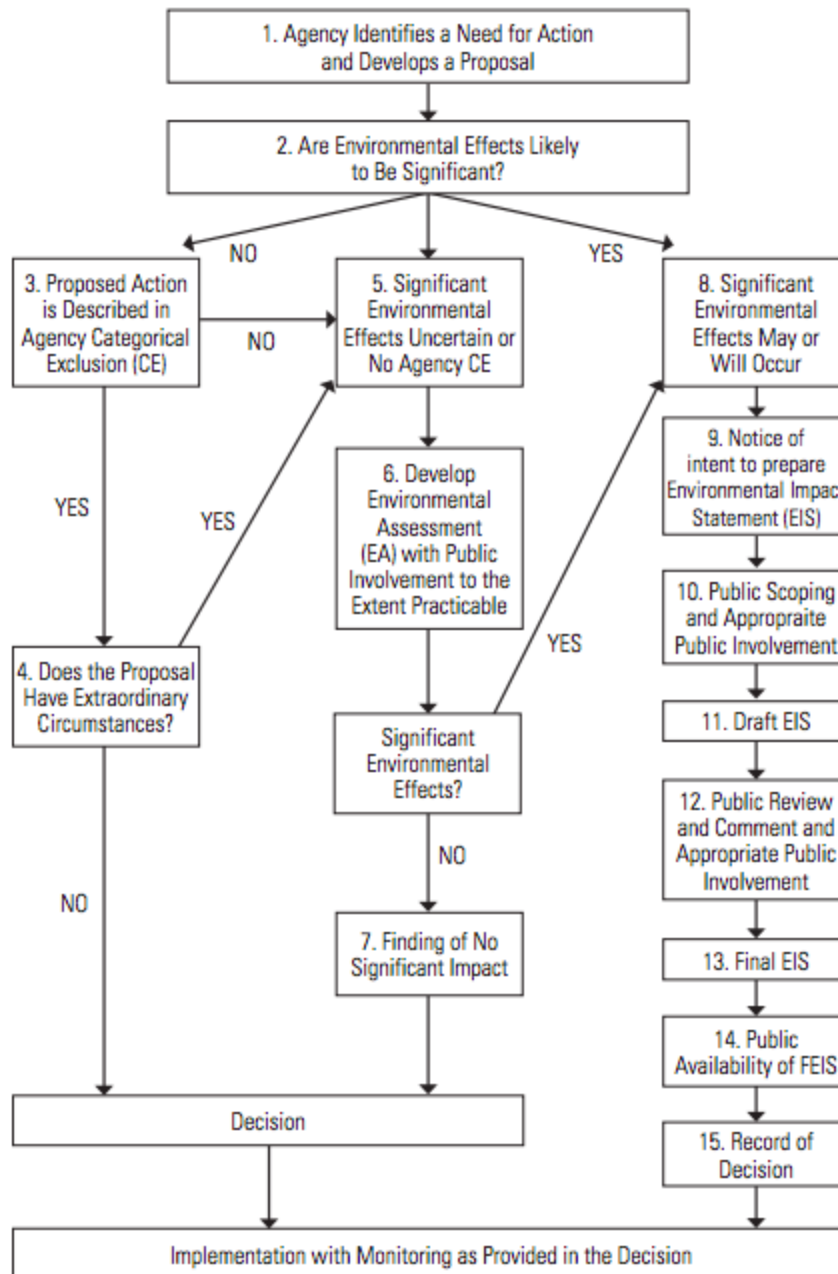 1. Agency Identifies a Need for Action
and Develops a Proposal
2. Are Environmental Effects Likely
to Be Significant?
NO
YES
3. Proposed Action
is Described in
Agency Categorical
Exclusion (CE)
NO
5. Significant
Environmental
Effects Uncertain or
No Agency CE
8. Significant
Environmental
Effects May or
Will Occur
YES
YES
6. Develop
Environmental
Assessment
(EA) with Public
Involvement to the
Extent Practicable
9. Notice of
intent to prepare
Environmental Impac
Statement (EIS)
10. Public Scoping
and Appropraite
Public Involvement
YES
4. Does the Proposal
Have Extraordinary
Circumstances?
Significant
Environmental
Effects?
11. Draft EIS
12. Public Review
and Comment and
Appropriate Public
Involvement
NO
NO
7. Finding of No
Significant Impact
13. Final EIS
14. Public
Availability of FEIS
Decision
15. Record of
Decision
Implementation with Monitoring as Provided in the Decision